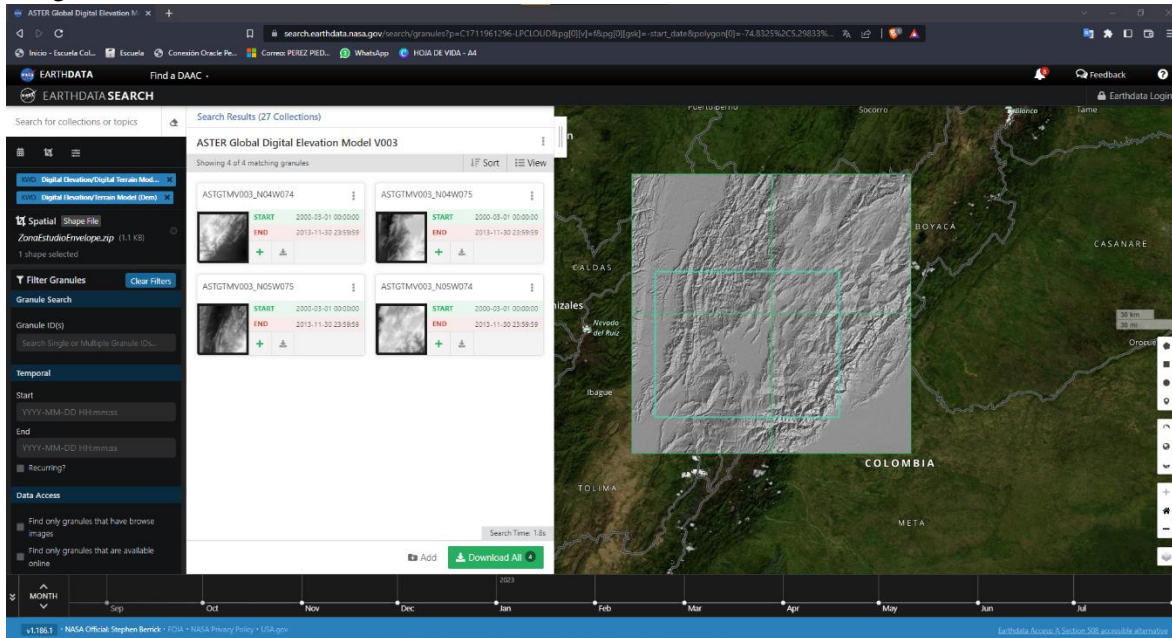 ASTER Global Digital Elevation M
search.earthdata.nasa.gov/search/granules?p=C1711961296-LPCLOUD&pg[0][v]=f&pg[0][gsk]=-start_date&polygon[0]=-74.8325%2C5.29833%...
Inicio - Escuela Col...
Escuela
Conexión Oracle Pe...
Correo: PEREZ PIED...
WhatsApp
HOJA DE VIDA - A4
EARTHDATA
Find a DAAC
Feedback
EARTHDATA SEARCH
Earthdata Login
Search for collections or topics
KWD Digital Elevation/Digital Terrain Mod...
KWD Digital Elevation/Terrain Model (Dem)
Spatial Shape File
ZonaEstudioEnvelope.zip (1.1 KB)
1 shape selected
Filter Granules
Clear Filters
Granule Search
Granule ID(s)
Search Single or Multiple Granule IDs...
Temporal
Start
YYYY-MM-DD HH:mm:ss
End
YYYY-MM-DD HH:mm:ss
Recurring?
Data Access
Find only granules that have browse
images
Find only granules that are available
online
Search Results (27 Collections)
ASTER Global Digital Elevation Model V003
Showing 4 of 4 matching granules
Sort
View
ASTGTMV003_N04W074
START 2000-03-01 00:00:00
END 2013-11-30 23:59:59
ASTGTMV003_N04W075
START 2000-03-01 00:00:00
END 2013-11-30 23:59:59
ASTGTMV003_N05W075
START 2000-03-01 00:00:00
END 2013-11-30 23:59:59
ASTGTMV003_N05W074
START 2000-03-01 00:00:00
END 2013-11-30 23:59:59
Search Time: 1.8s
Add
Download All 4
Socorro
Tame
BOYACA
CASANARE
CALDAS
nizales
Nevado
del Ruiz
Ibague
30 km
30 mi
Orocue
COLOMBIA
TOLIMA
META
MONTH
2023
Sep
Oct
Nov
Dec
Jan
Feb
Mar
Apr
May
Jun
Jul
v1.186.1
NASA Official: Stephen Berrick • FOIA • NASA Privacy Policy • USA.gov
Earthdata Access: A Section 508 accessible alternative